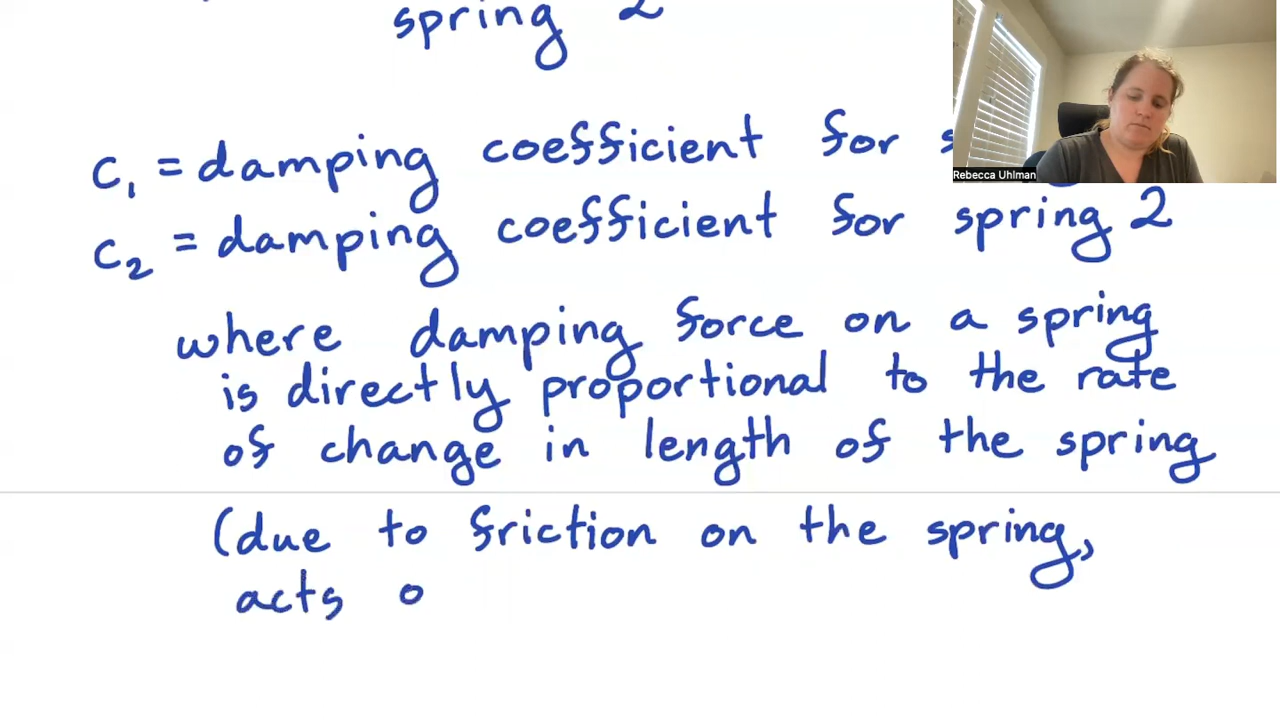 spring 2
c₁ = damping coefficient for
c₂ = damping coefficient for spring 2
where damping force on a spring
is directly proportional to the rate
of change in length of the spring
(due to friction on the spring,
acts o
Rebecca Uhlman